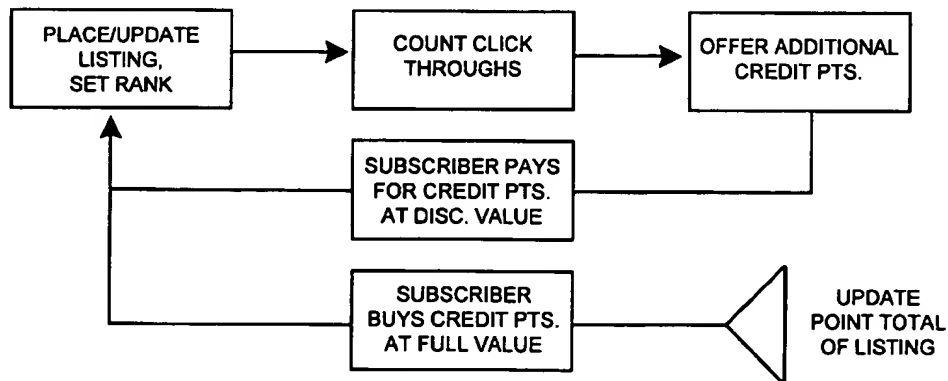 PLACE/UPDATE
LISTING,
SET RANK
COUNT CLICK
THROUGHS
OFFER ADDITIONAL
CREDIT PTS.
SUBSCRIBER PAYS
FOR CREDIT PTS.
AT DISC. VALUE
SUBSCRIBER
BUYS CREDIT PTS.
AT FULL VALUE
UPDATE
POINT TOTAL
OF LISTING